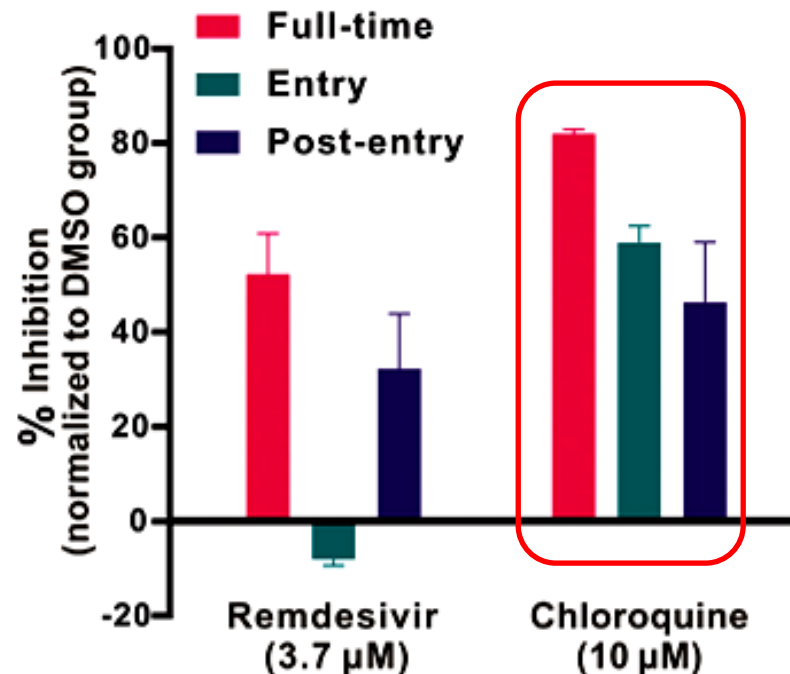 Full-time
Entry
Post-entry
% Inhibition
(normalized to DMSO group)
100
80
60
40
20
0
-20
Remdesivir
(3.7 µM)
Chloroquine
(10 µM)